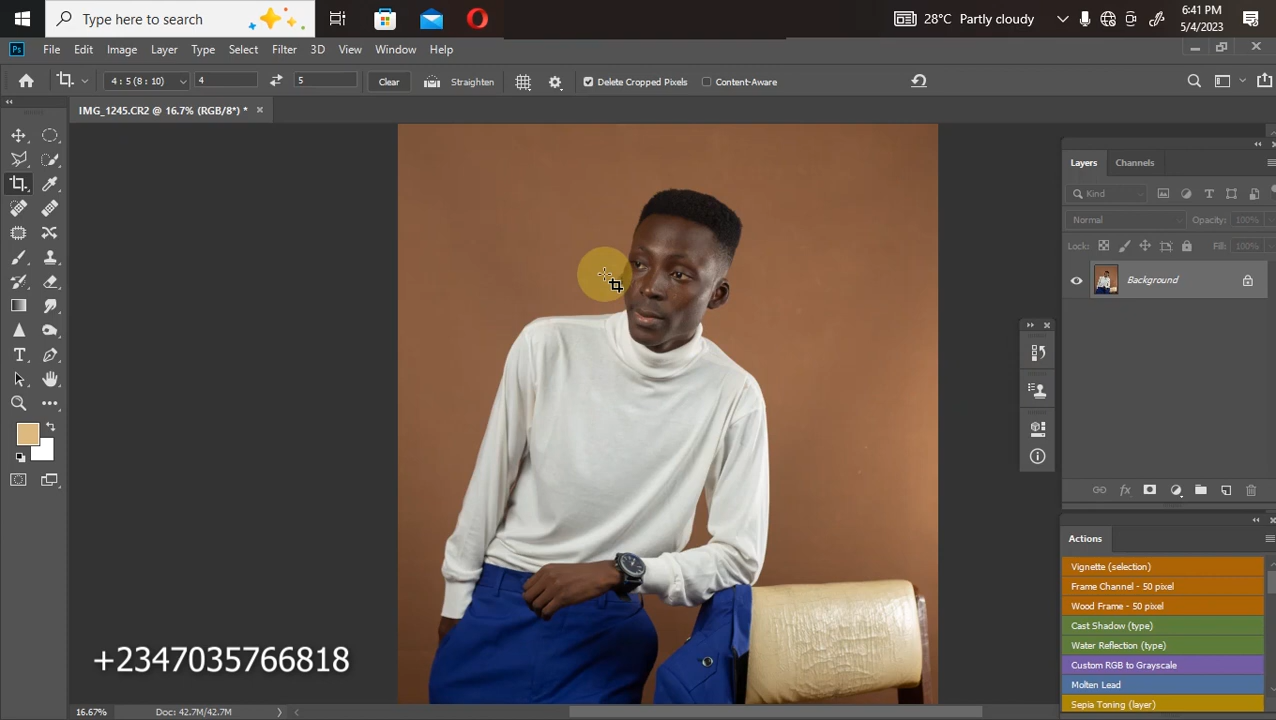 Type here to search
28°C Partly cloudy
6:41 PM
5/4/2023
Ps File Edit Image Layer Type Select Filter 3D View Window Help
4 : 5 (8 : 10) 4 5 Clear Straighten Delete Cropped Pixels Content-Aware
IMG_1245.CR2 @ 16.7% (RGB/8*) * ×
Layers Channels
Kind
Normal Opacity: 100%
Lock: Fill: 100%
Background
fx
Actions
Vignette (selection)
Frame Channel - 50 pixel
Wood Frame - 50 pixel
Cast Shadow (type)
Water Reflection (type)
Custom RGB to Grayscale
Molten Lead
Sepia Toning (layer)
+2347035766818
16.67% Doc: 42.7M/42.7M